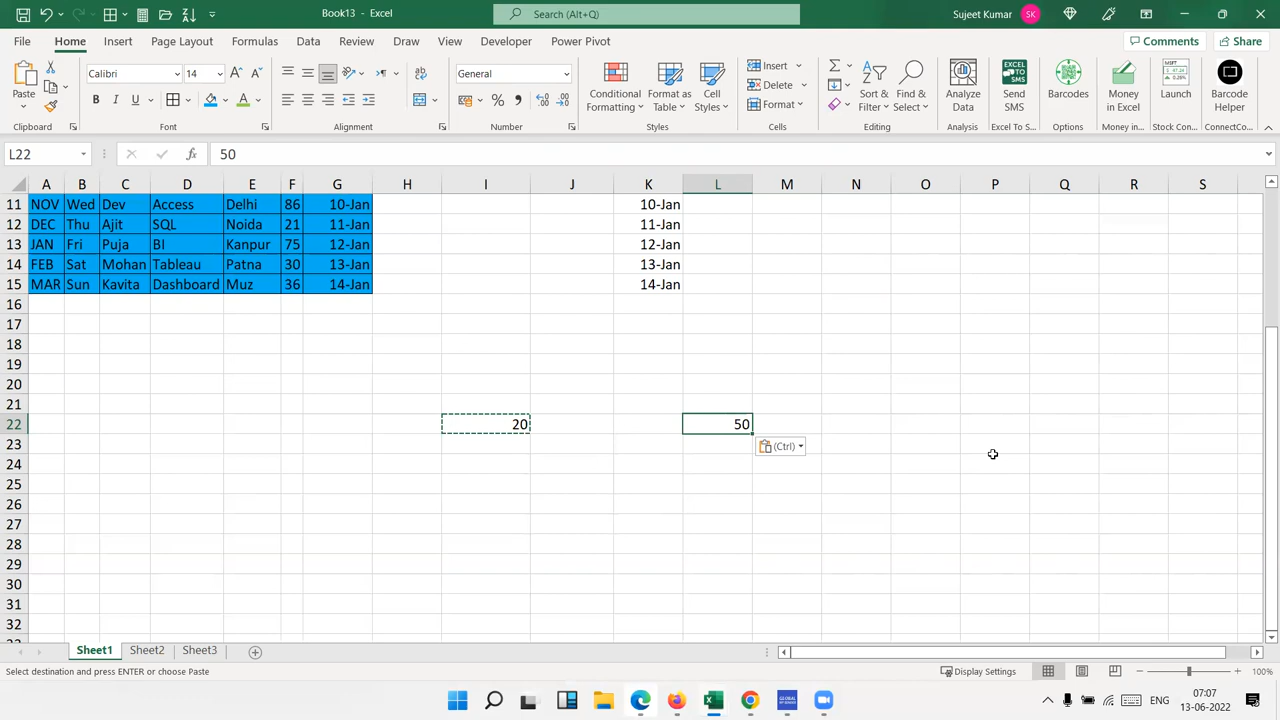 Book13 - Excel
Search (Alt+Q)
Sujeet Kumar
SK
File Home Insert Page Layout Formulas Data Review View Draw Developer Power Pivot
Comments
Share
Paste
Clipboard
Calibri
14
Font
Alignment
General
Number
Conditional Formatting
Format as Table
Cell Styles
Styles
Insert
Delete
Format
Cells
Sort & Filter
Find & Select
Editing
Analyze Data
Analysis
Send SMS
Excel To S...
Barcodes
Options
Money in Excel
Money in...
Launch
Stock Con...
Barcode Helper
ConnectCo...
L22
fx
50
A B C D E F G H I J K L M N O P Q R S
11 NOV Wed Dev Access Delhi 86 10-Jan 10-Jan
12 DEC Thu Ajit SQL Noida 21 11-Jan 11-Jan
13 JAN Fri Puja BI Kanpur 75 12-Jan 12-Jan
14 FEB Sat Mohan Tableau Patna 30 13-Jan 13-Jan
15 MAR Sun Kavita Dashboard Muz 36 14-Jan 14-Jan
16
17
18
19
20
21
22 20 50
23 (Ctrl)
24
25
26
27
28
29
30
31
32
Sheet1 Sheet2 Sheet3
Select destination and press ENTER or choose Paste
Display Settings
100%
ENG
07:07
13-06-2022